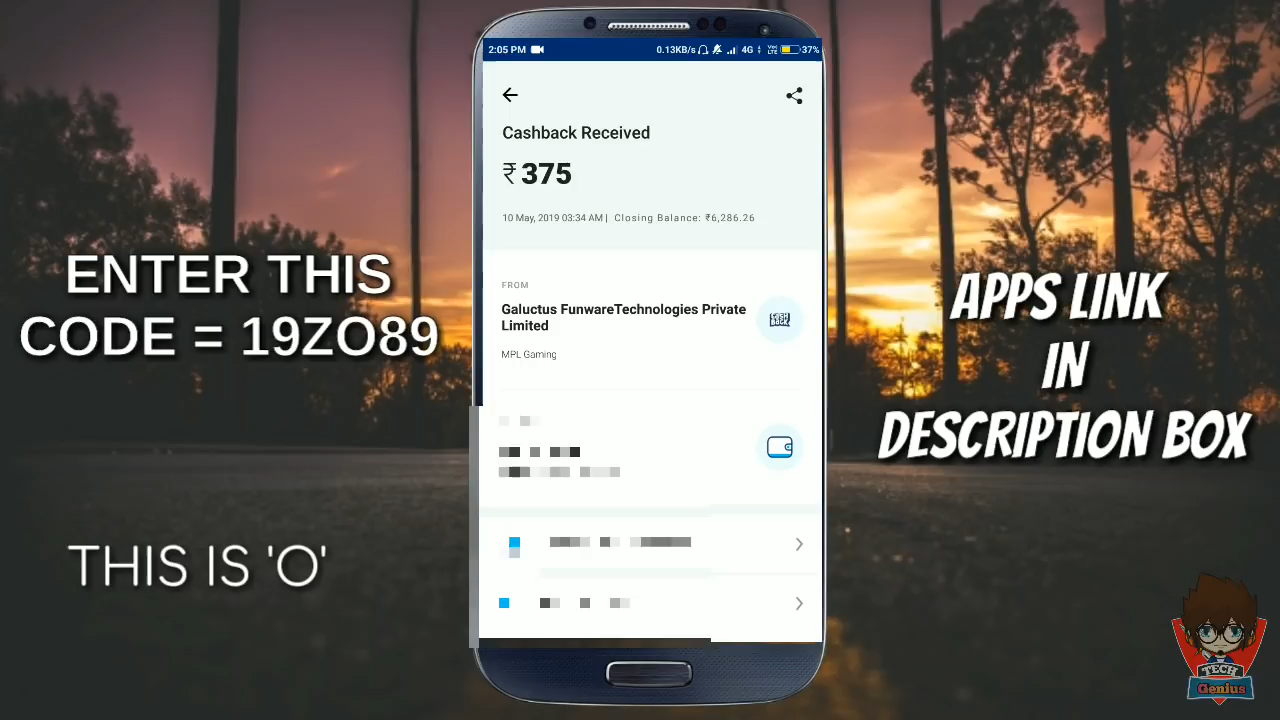 2:05 PM
0.13KB/s 4G VoLTE 37%
Cashback Received
₹ 375
10 May, 2019 03:34 AM | Closing Balance: ₹6,286.26
FROM
Galuctus FunwareTechnologies Private
Limited
MPL Gaming
ENTER THIS
CODE = 19ZO89
THIS IS 'O'
APPS LINK
IN
DESCRIPTION BOX
TECH
Genius